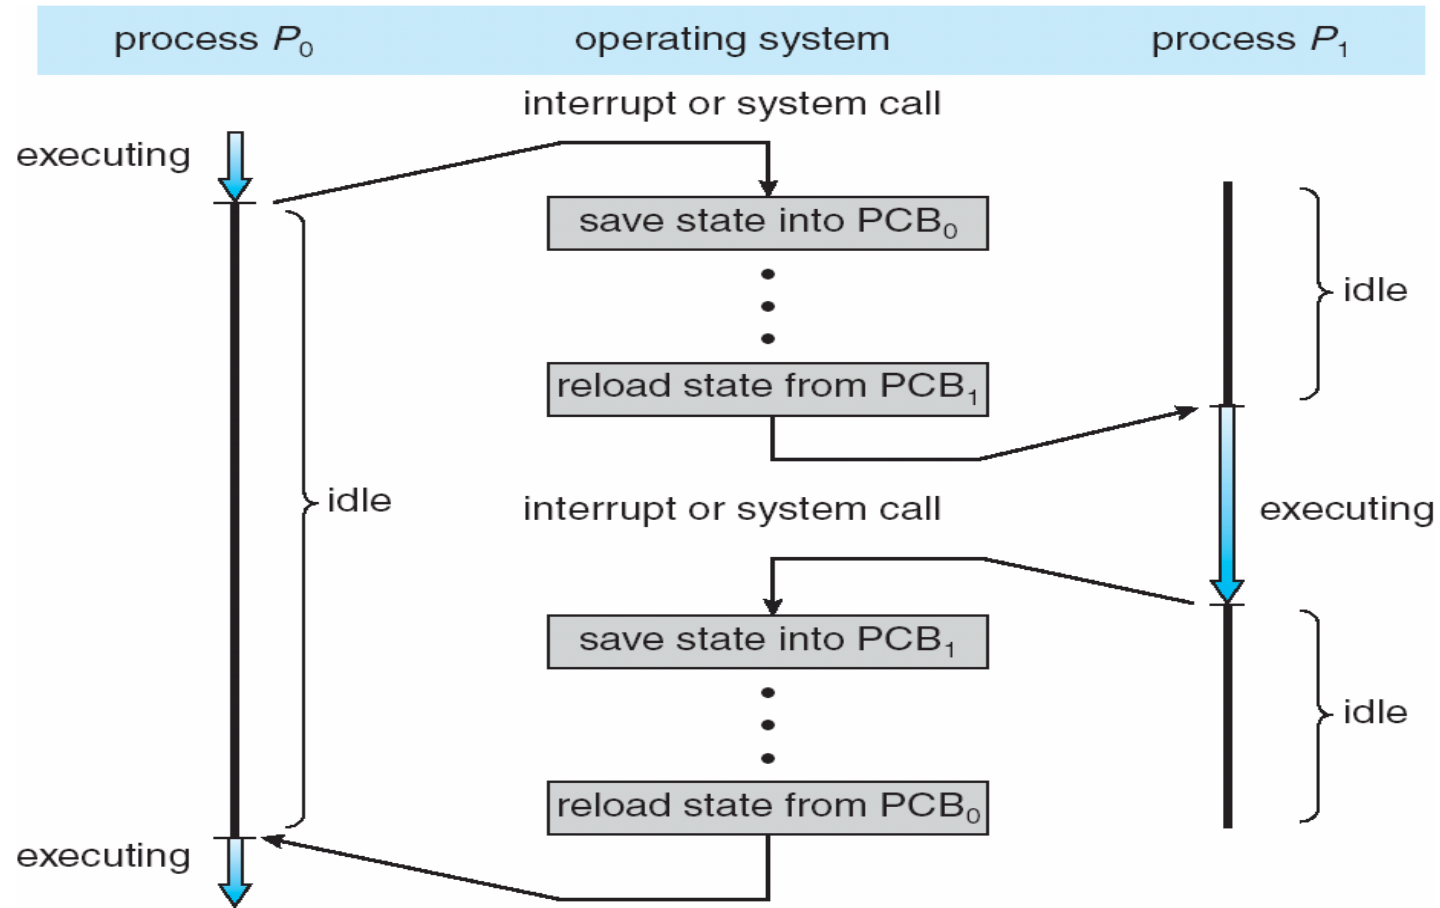 process P₀ operating system process P₁
interrupt or system call
executing
save state into PCB₀
idle
reload state from PCB₁
idle
interrupt or system call
executing
save state into PCB₁
idle
reload state from PCB₀
executing